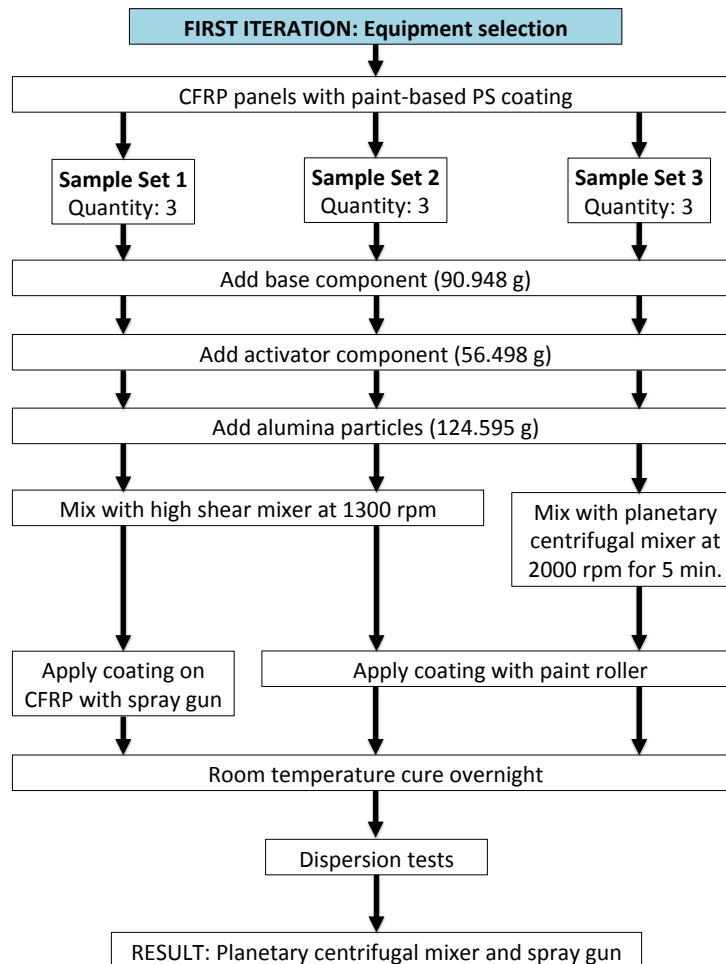 FIRST ITERATION: Equipment selection
CFRP panels with paint-based PS coating
Sample Set 1
Quantity: 3
Sample Set 2
Quantity: 3
Sample Set 3
Quantity: 3
Add base component (90.948 g)
Add activator component (56.498 g)
Add alumina particles (124.595 g)
Mix with high shear mixer at 1300 rpm
Mix with planetary
centrifugal mixer at
2000 rpm for 5 min.
Apply coating on
CFRP with spray gun
Apply coating with paint roller
Room temperature cure overnight
Dispersion tests
RESULT: Planetary centrifugal mixer and spray gun